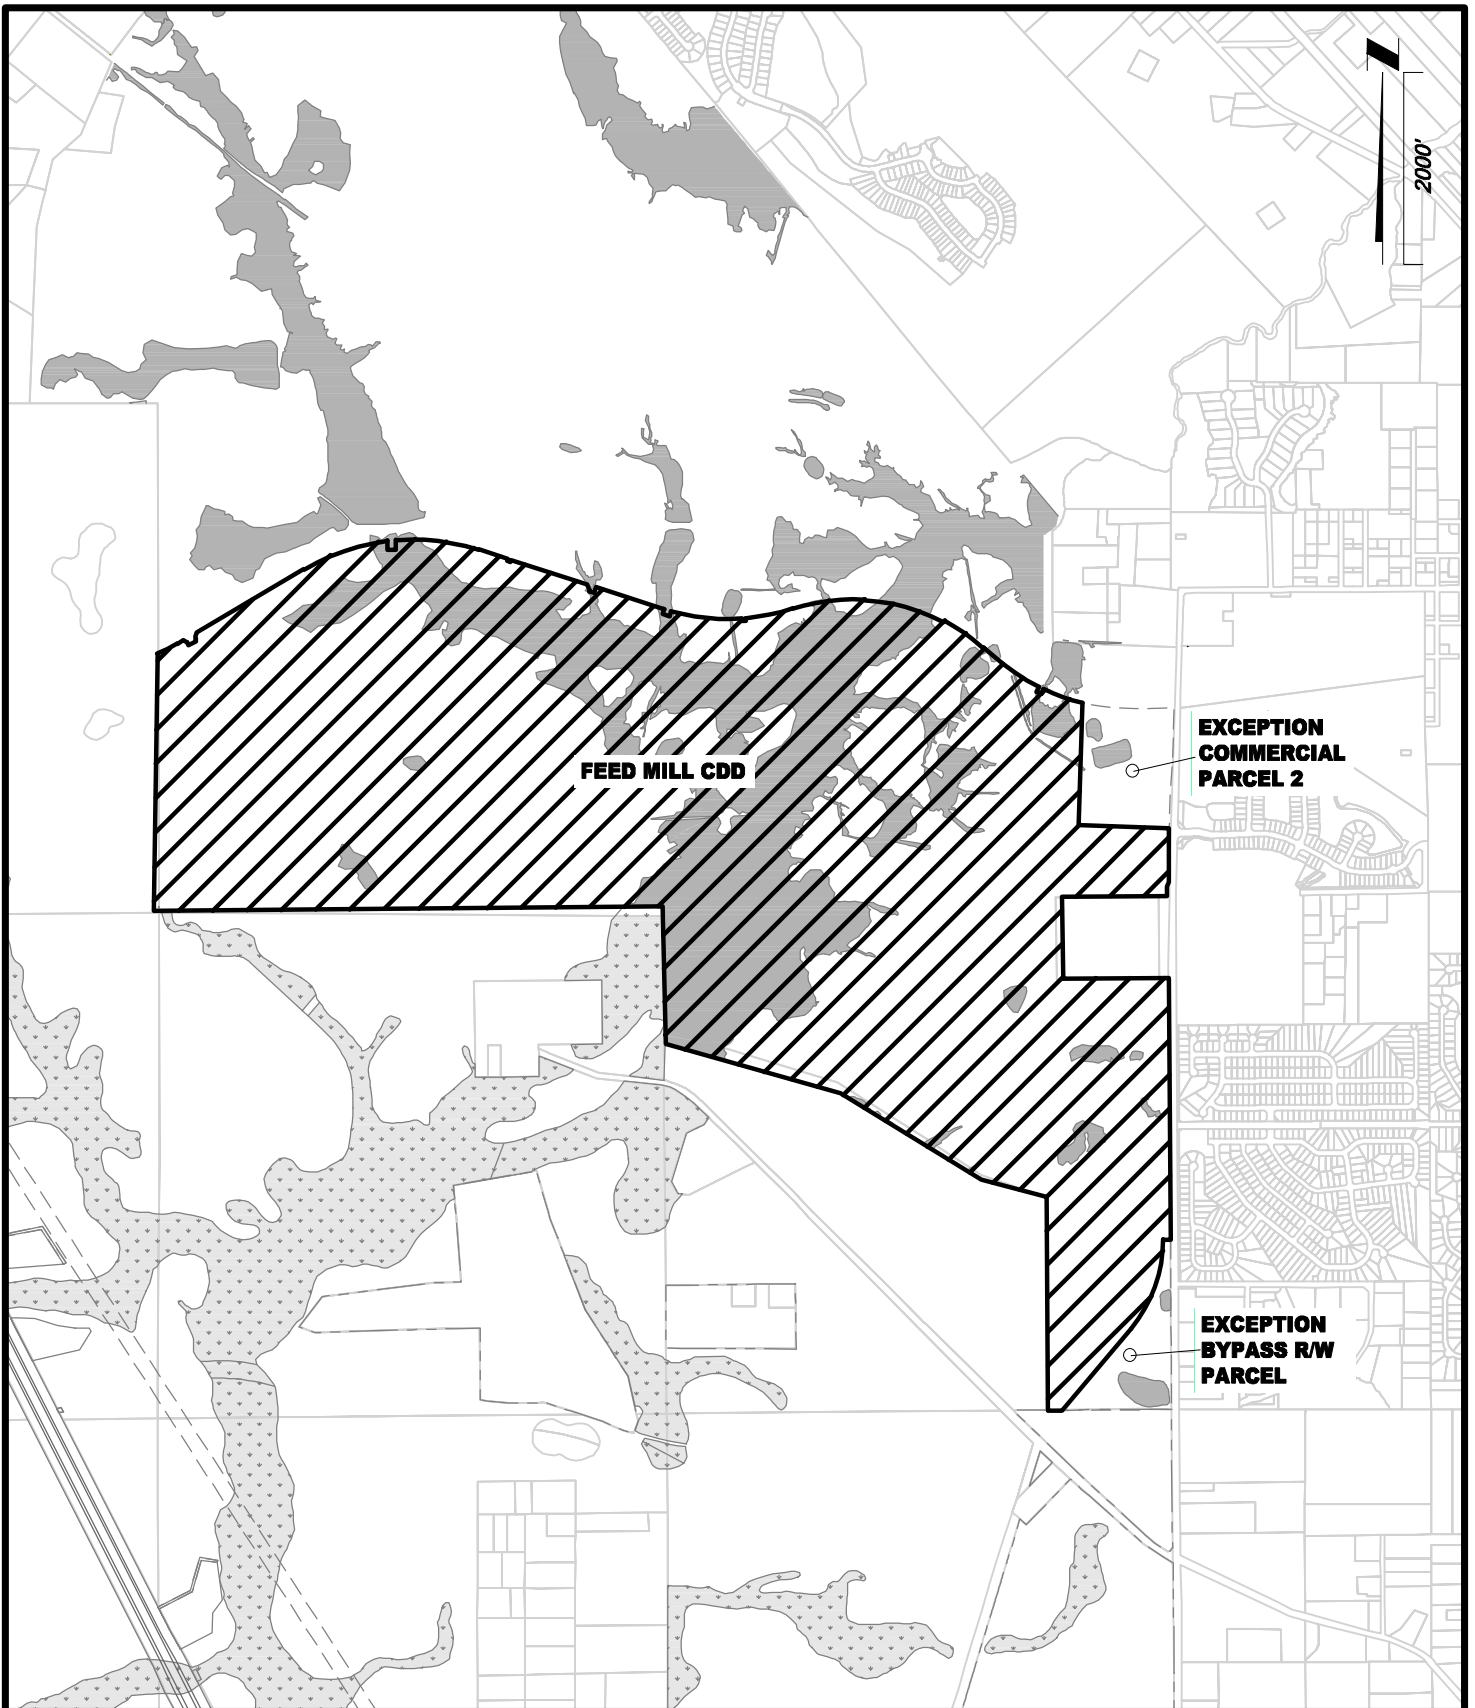 2000'
FEED MILL CDD
EXCEPTION
COMMERCIAL
PARCEL 2
EXCEPTION
BYPASS R/W
PARCEL